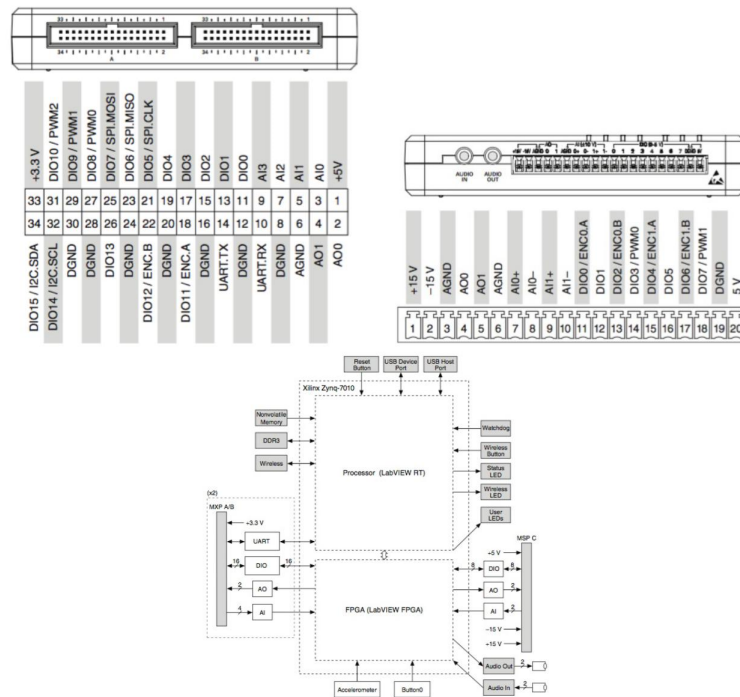 33 1 33 1
34 2 34 2
A B
+3.3 V
DIO10 / PWM2
DIO9 / PWM1
DIO8 / PWM0
DIO7 / SPI.MOSI
DIO6 / SPI.MISO
DIO5 / SPI.CLK
DIO4
DIO3
DIO2
DIO1
DIO0
AI3
AI2
AI1
AI0
+5V
33 31 29 27 25 23 21 19 17 15 13 11 9 7 5 3 1
34 32 30 28 26 24 22 20 18 16 14 12 10 8 6 4 2
DIO15 / I2C.SDA
DIO14 / I2C.SCL
DGND
DGND
DIO13
DGND
DIO12 / ENC.B
DGND
DIO11 / ENC.A
DGND
UART.TX
DGND
UART.RX
DGND
AGND
AO1
AO0
AUDIO IN
AUDIO OUT
+15 V
−15 V
AGND
AO0
AO1
AGND
AI0+
AI0−
AI1+
AI1−
DIO0 / ENC0.A
DIO1
DIO2 / ENC0.B
DIO3 / PWM0
DIO4 / ENC1.A
DIO5
DIO6 / ENC1.B
DIO7 / PWM1
DGND
5 V
1 2 3 4 5 6 7 8 9 10 11 12 13 14 15 16 17 18 19 20
Reset Button
USB Device Port
USB Host Port
Xilinx Zynq-7010
Nonvolatile Memory
DDR3
Wireless
Processor (LabVIEW RT)
Watchdog
Wireless Button
Status LED
Wireless LED
User LEDs
(x2)
MXP A/B
+3.3 V
UART
16 DIO 16
2 AO
4 AI
FPGA (LabVIEW FPGA)
MSP C
+5 V
8 DIO 8
AO 2
AI 2
−15 V
+15 V
Audio Out 2
Audio In 2
Accelerometer
Button0